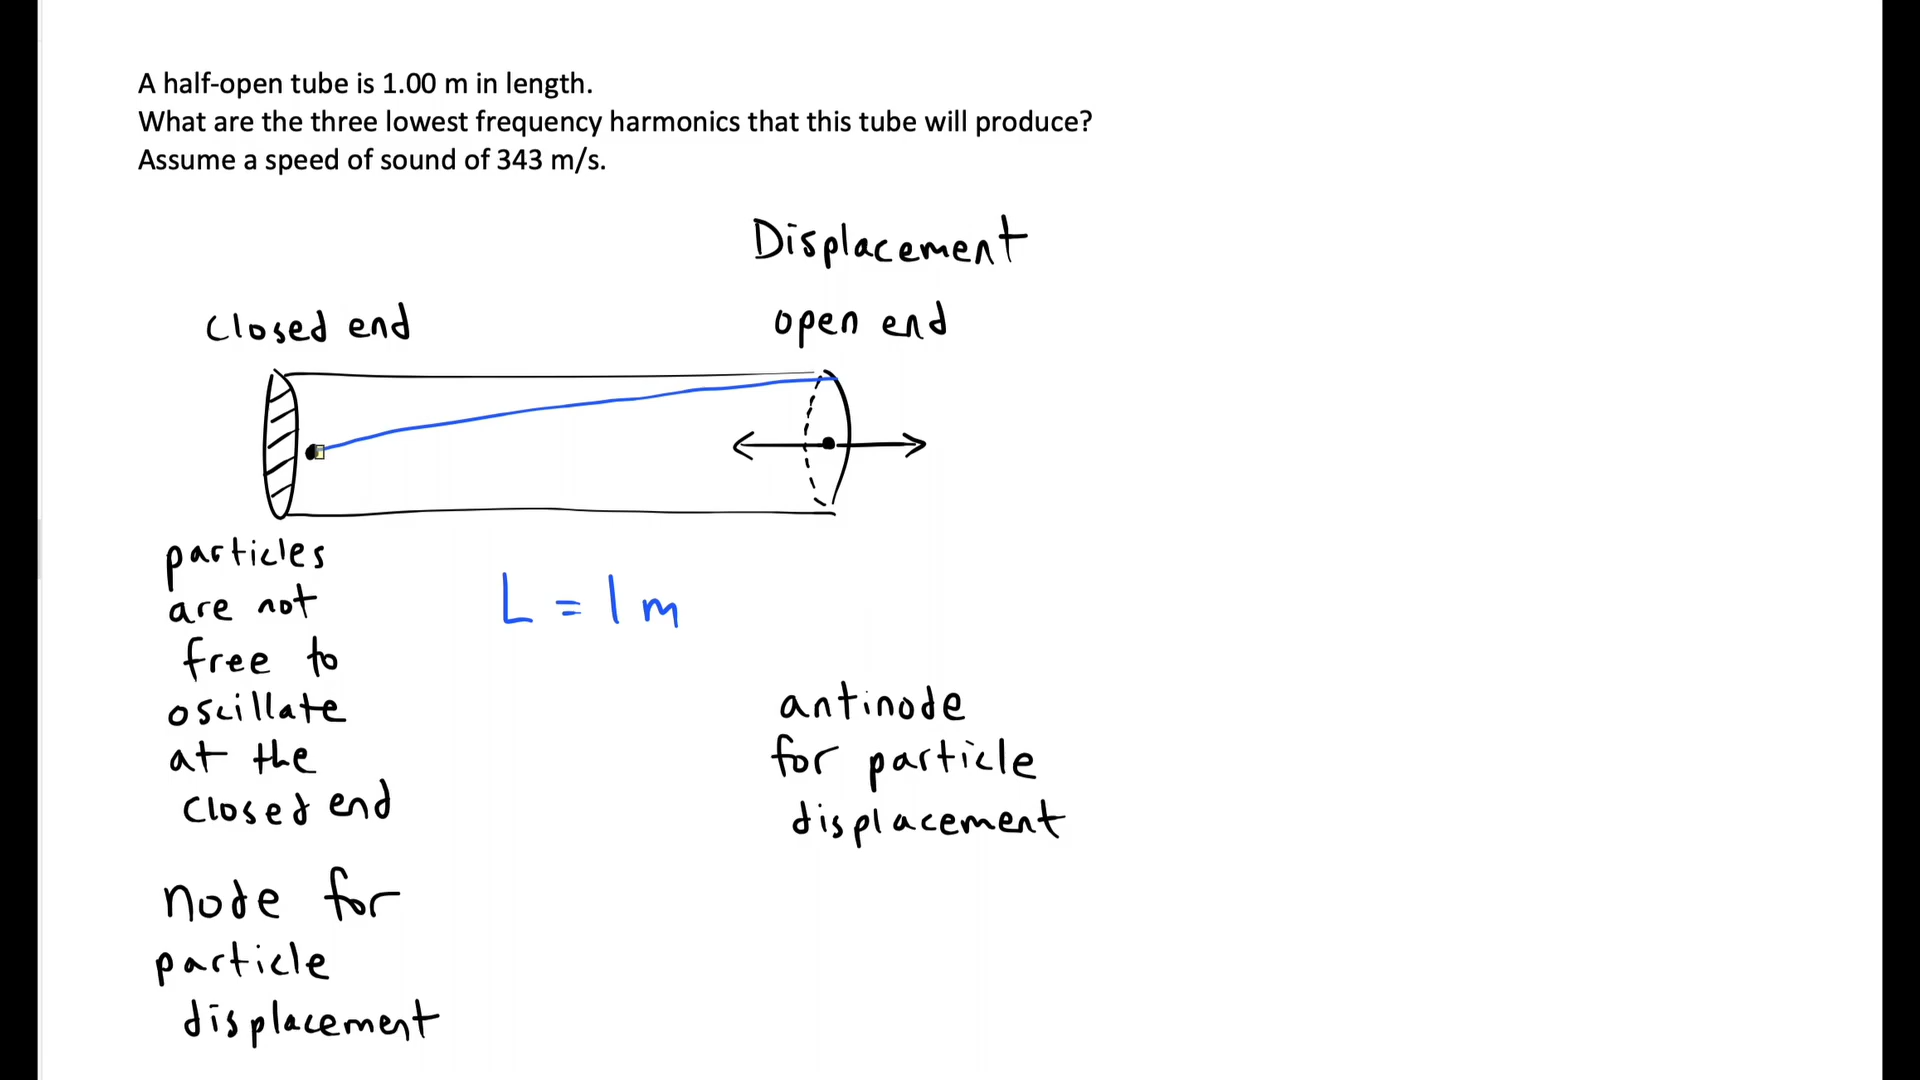 A half-open tube is 1.00 m in length.
What are the three lowest frequency harmonics that this tube will produce?
Assume a speed of sound of 343 m/s.
Displacement
closed end
open end
particles
are not
free to
oscillate
at the
closed end
L = 1 m
antinode
for particle
displacement
node for
particle
displacement